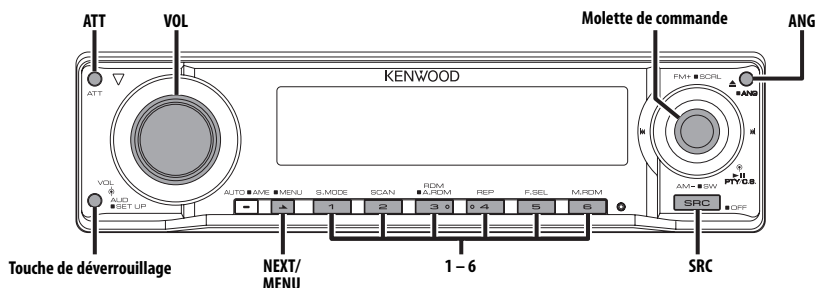 ATT
VOL
Molette de commande
ANG
KENWOOD
FM+ ■SCRL
ATT
■ANG
VOL
AUD
■SET UP
AUTO ■AME ■MENU S.MODE SCAN RDM ■A.RDM REP F.SEL M.RDM
1 2 3 4 5 6
PTY/C.S.
AM− ■SW
SRC
■OFF
Touche de déverrouillage
NEXT/
MENU
1 – 6
SRC